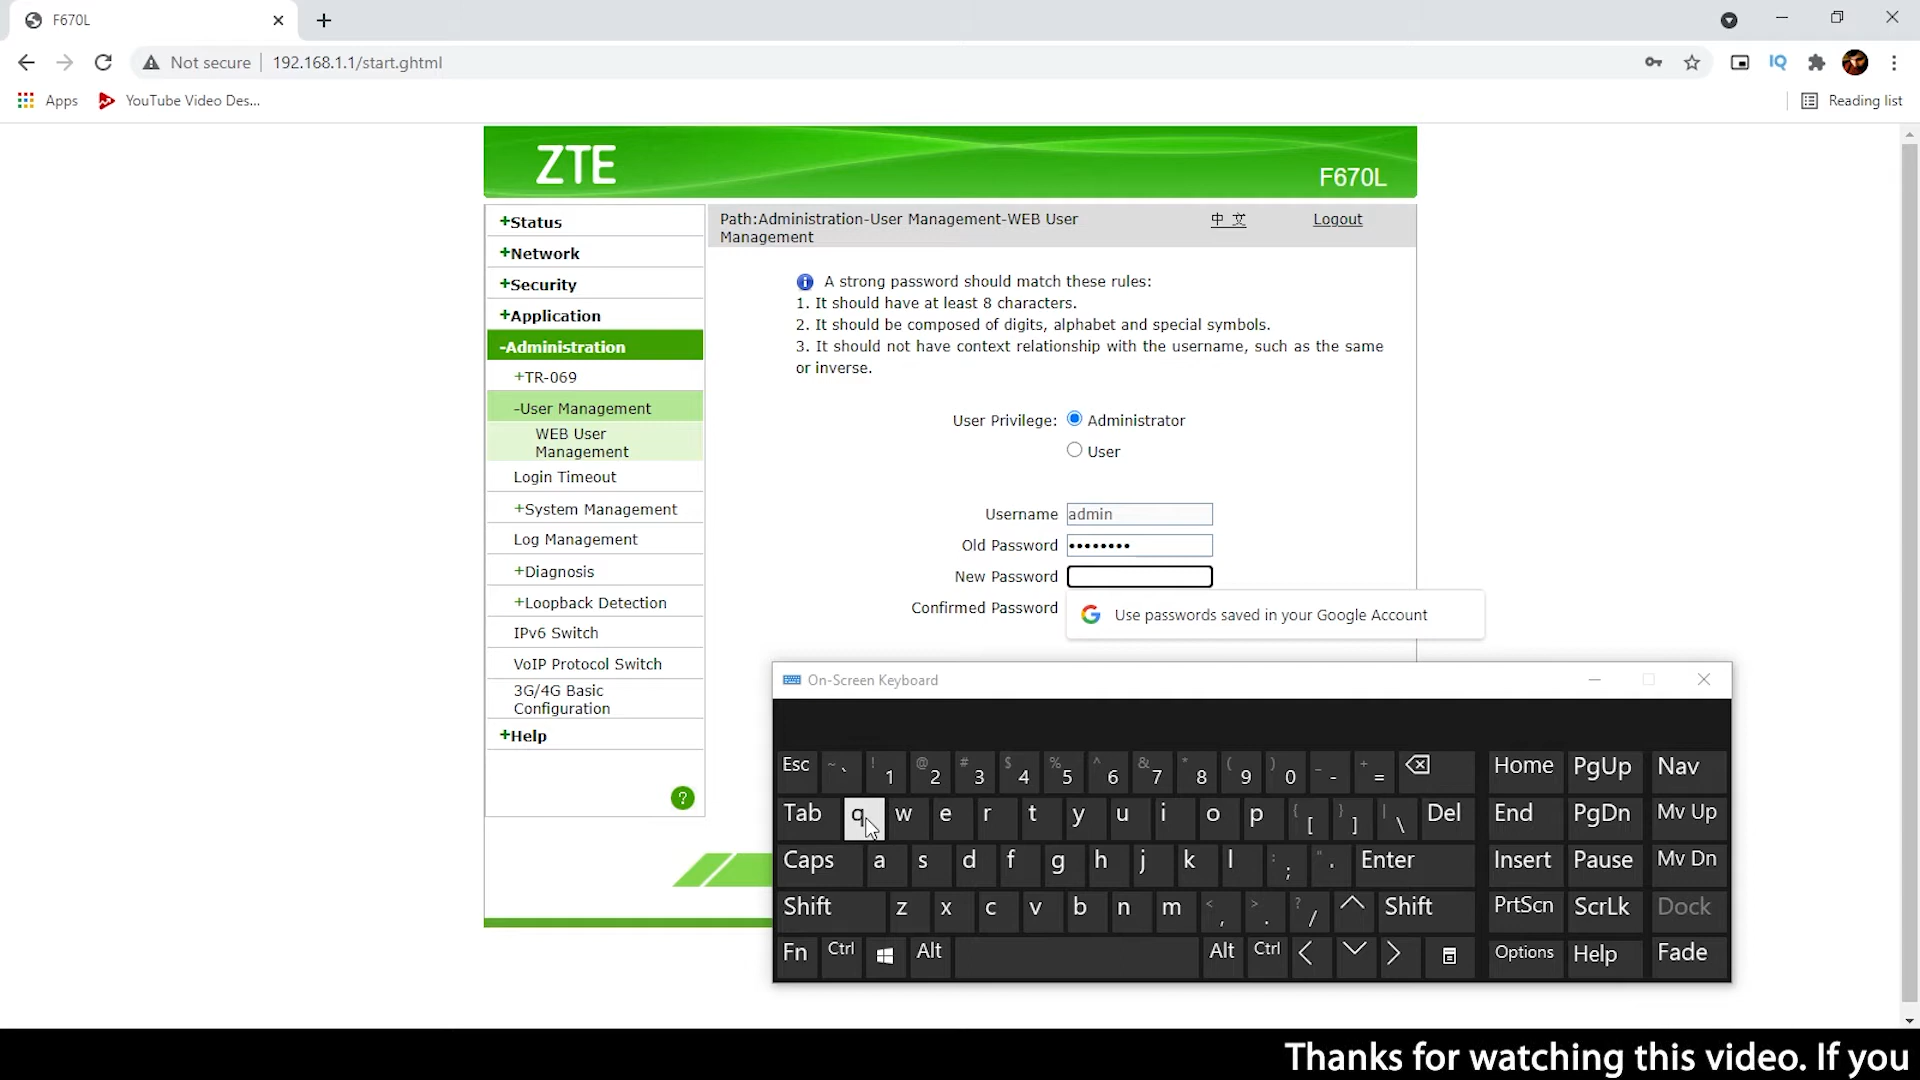 F670L
Not secure
192.168.1.1/start.ghtml
IQ
Apps
YouTube Video Des...
Reading list
ZTE
F670L
+Status
+Network
+Security
+Application
-Administration
+TR-069
-User Management
WEB User
Management
Login Timeout
+System Management
Log Management
+Diagnosis
+Loopback Detection
IPv6 Switch
VoIP Protocol Switch
3G/4G Basic
Configuration
+Help
?
Path:Administration-User Management-WEB User
Management
中文
Logout
A strong password should match these rules:
1. It should have at least 8 characters.
2. It should be composed of digits, alphabet and special symbols.
3. It should not have context relationship with the username, such as the same
or inverse.
User Privilege: Administrator
User
Username admin
Old Password ••••••••
New Password
Confirmed Password
Use passwords saved in your Google Account
On-Screen Keyboard
Esc ~ ` ! 1 @ 2 # 3 $ 4 % 5 ^ 6 & 7 * 8 ( 9 ) 0 _ - + = Home PgUp Nav
Tab q w e r t y u i o p { [ } ] | \ Del End PgDn Mv Up
Caps a s d f g h j k l : ; " ' Enter Insert Pause Mv Dn
Shift z x c v b n m < , > . ? / Shift PrtScn ScrLk Dock
Fn Ctrl Alt Alt Ctrl Options Help Fade
Thanks for watching this video. If you